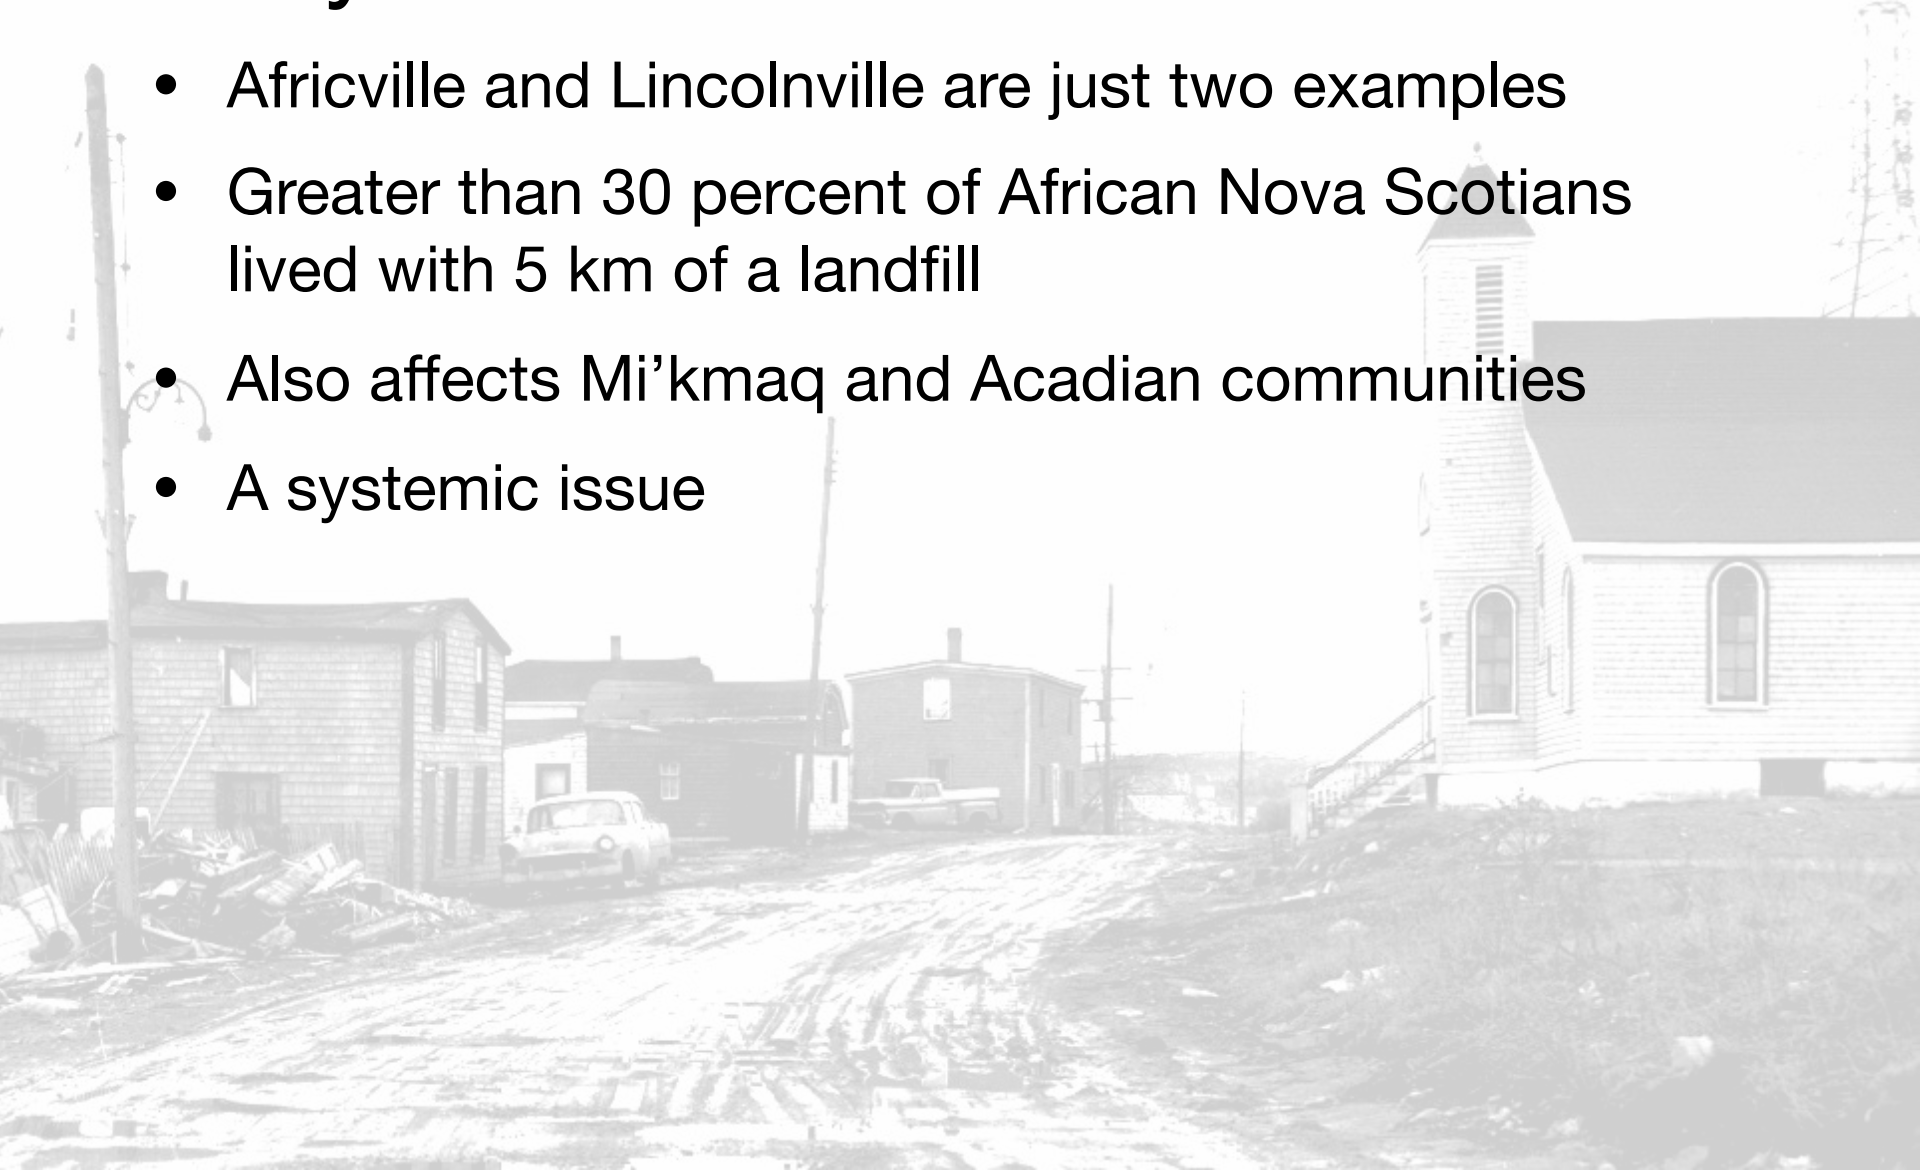 • Africville and Lincolnville are just two examples
• Greater than 30 percent of African Nova Scotians
lived with 5 km of a landfill
• Also affects Mi’kmaq and Acadian communities
• A systemic issue